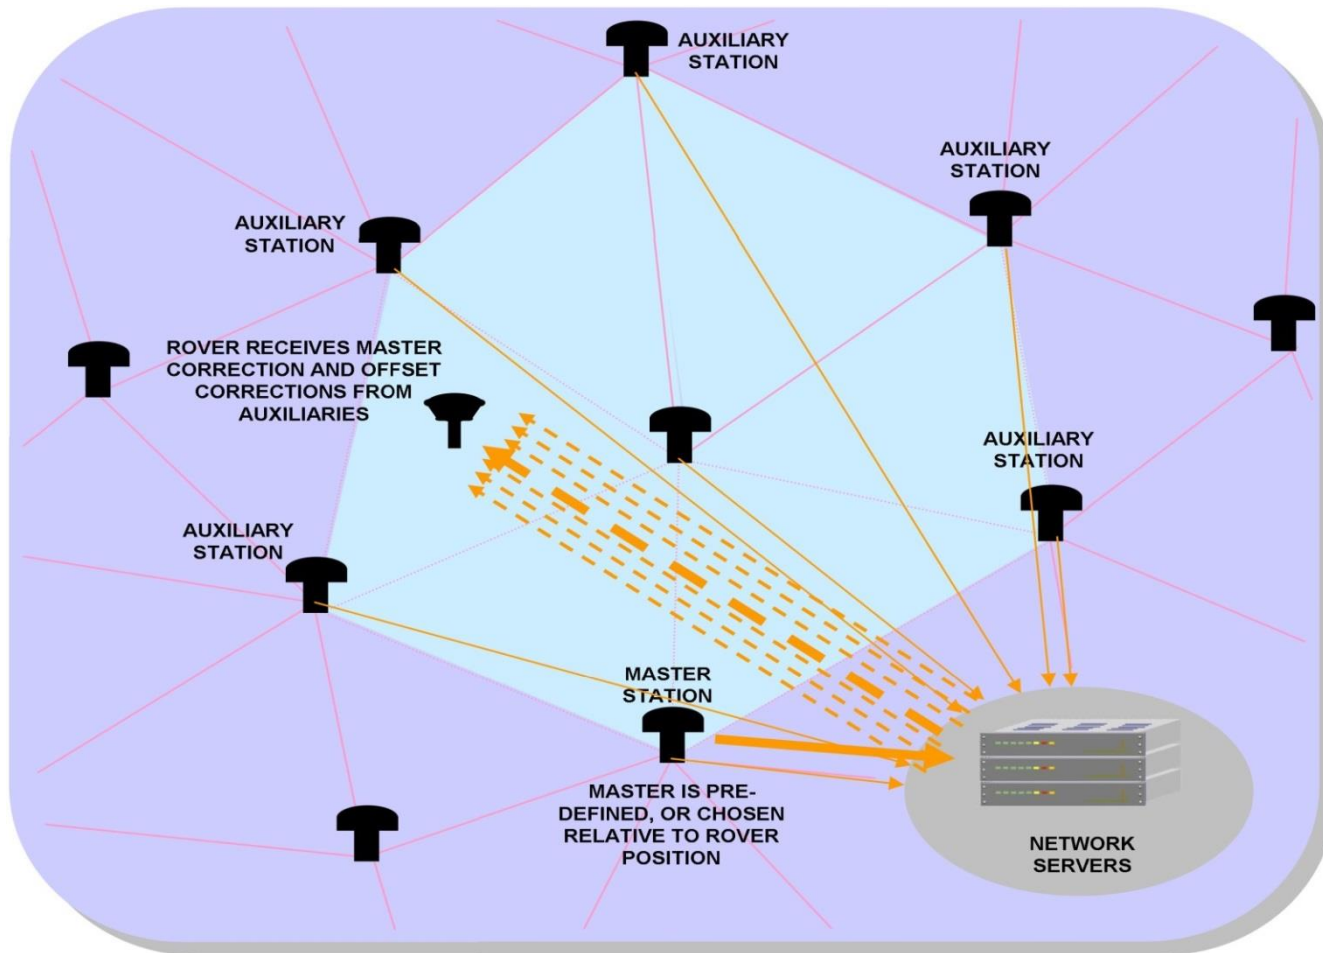 AUXILIARY
STATION
AUXILIARY
STATION
AUXILIARY
STATION
ROVER RECEIVES MASTER
CORRECTION AND OFFSET
CORRECTIONS FROM
AUXILIARIES
AUXILIARY
STATION
AUXILIARY
STATION
MASTER
STATION
MASTER IS PRE-
DEFINED, OR CHOSEN
RELATIVE TO ROVER
POSITION
NETWORK
SERVERS